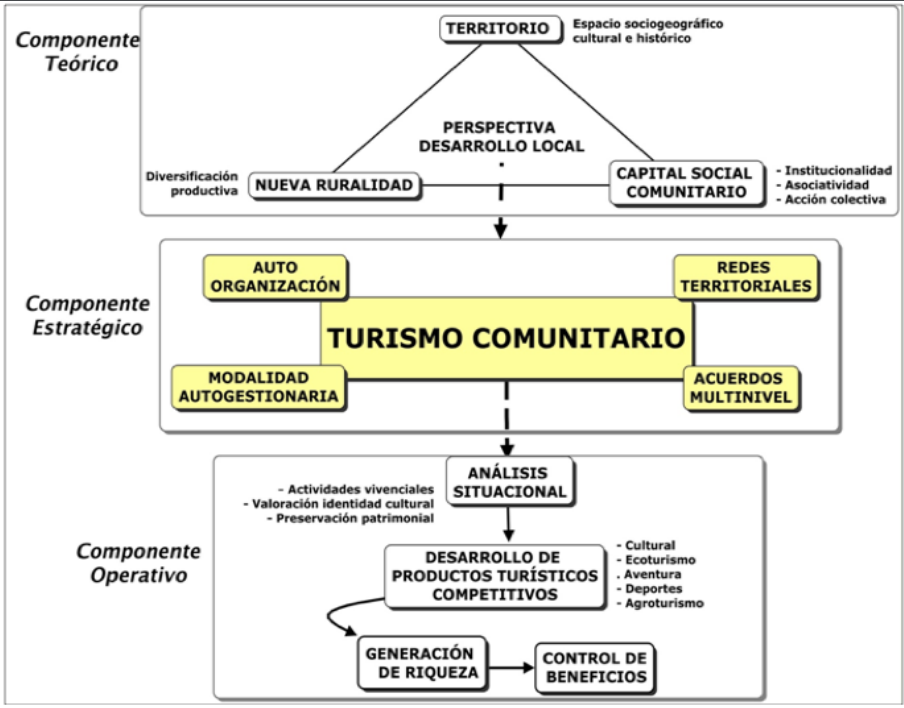 Componente
Teórico
TERRITORIO
Espacio sociogeográfico
cultural e histórico
PERSPECTIVA
DESARROLLO LOCAL
.
Diversificación
productiva
NUEVA RURALIDAD
CAPITAL SOCIAL
COMUNITARIO
- Institucionalidad
- Asociatividad
- Acción colectiva
Componente
Estratégico
AUTO
ORGANIZACIÓN
REDES
TERRITORIALES
TURISMO COMUNITARIO
MODALIDAD
AUTOGESTIONARIA
ACUERDOS
MULTINIVEL
Componente
Operativo
ANÁLISIS
SITUACIONAL
- Actividades vivenciales
- Valoración identidad cultural
- Preservación patrimonial
DESARROLLO DE
PRODUCTOS TURÍSTICOS
COMPETITIVOS
- Cultural
- Ecoturismo
. Aventura
- Deportes
- Agroturismo
GENERACIÓN
DE RIQUEZA
CONTROL DE
BENEFICIOS